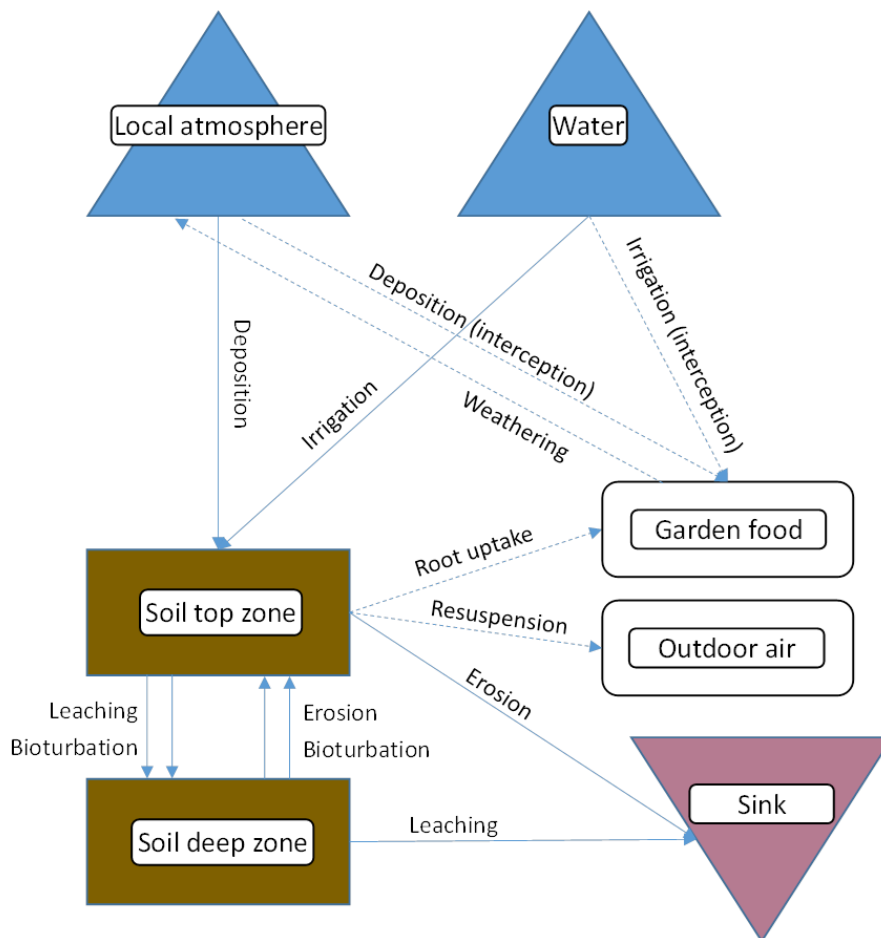 Local atmosphere
Water
Deposition
Deposition (interception)
Irrigation (interception)
Irrigation
Weathering
Garden food
Root uptake
Soil top zone
Resuspension
Outdoor air
Erosion
Leaching
Bioturbation
Erosion
Bioturbation
Sink
Soil deep zone
Leaching